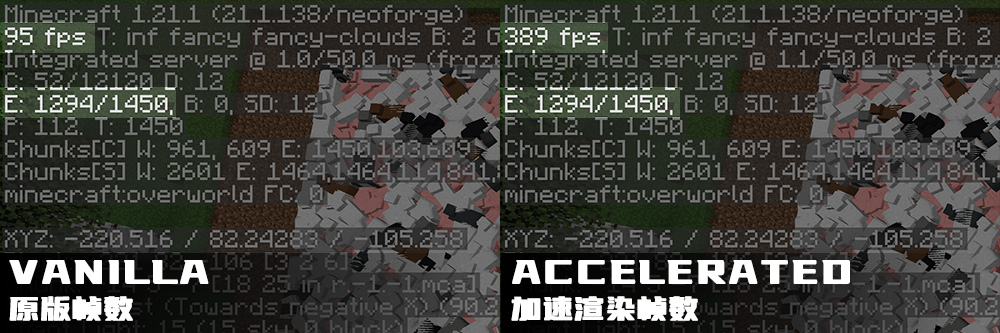 Minecraft 1.21.1 (21.1.138/neoforge)
95 fps T: inf fancy fancy-clouds B: 2
Integrated server @ 1.0/50.0 ms (froze
C: 52/12120 D: 12
E: 1294/1450, B: 0, SD: 12
P: 112. T: 1450
Chunks[C] W: 961, 609 E: 1450,103,609
Chunks[S] W: 2601 E: 1464,464,114,841,
minecraft:overworld FC: 0
XYZ: -220.516 / 82.24283 / -105.258
VANILLA
原版帧数
Minecraft 1.21.1 (21.1.138/neoforge)
389 fps T: inf fancy fancy-clouds B: 2
Integrated server @ 1.1/50.0 ms (froze
C: 52/12120 D: 12
E: 1294/1450, B: 0, SD: 12
P: 112. T: 1450
Chunks[C] W: 961, 609 E: 1450,103,609
Chunks[S] W: 2601 E: 1464,464,114,841,
minecraft:overworld FC: 0
XYZ: -220.516 / 82.24283 / -105.258
ACCELERATED
加速渲染帧数